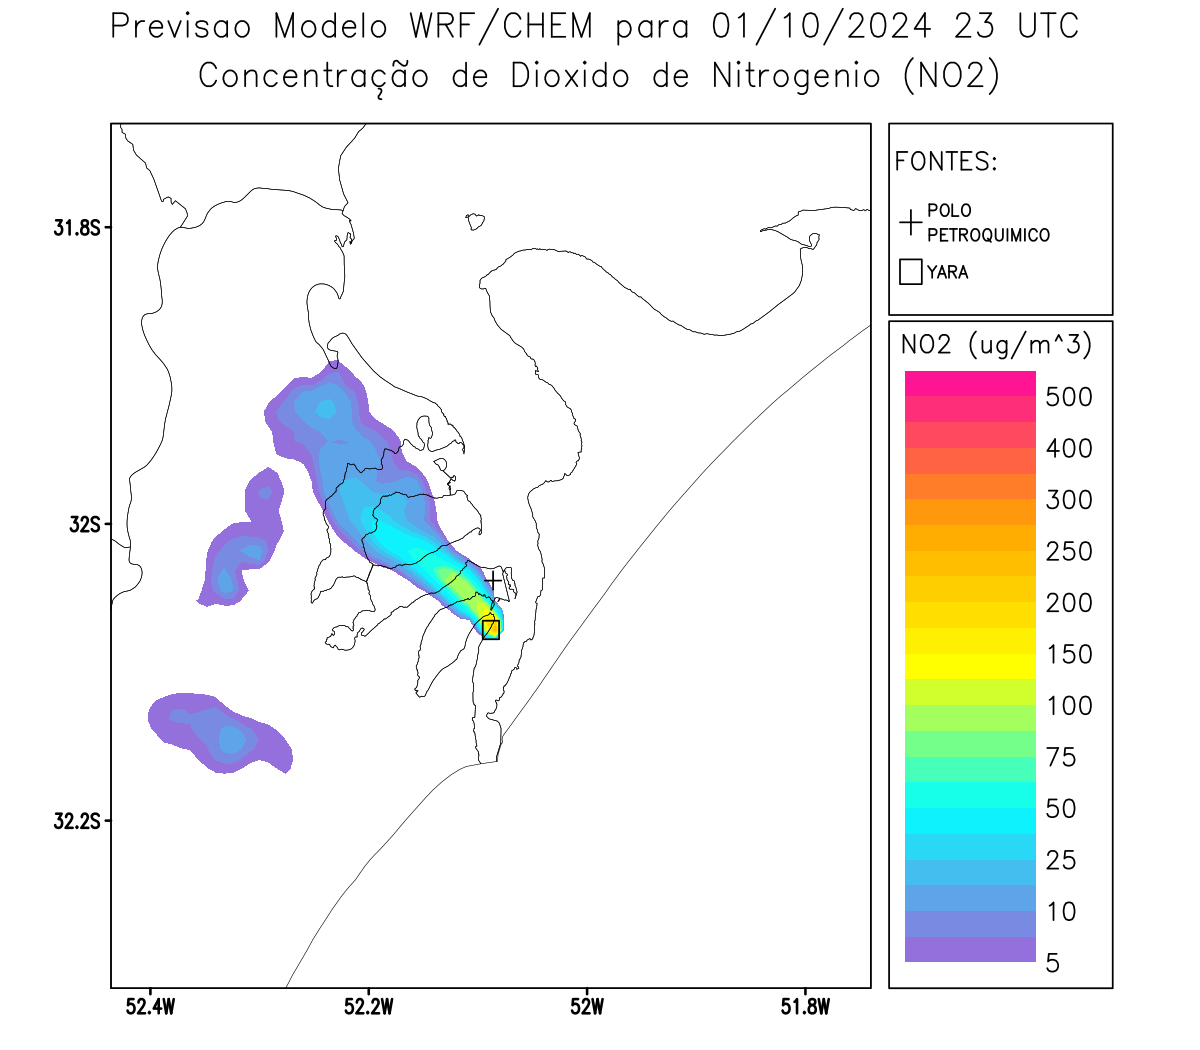 Previsao Modelo WRF/CHEM para 01/10/2024 23 UTC
Concentração de Dioxido de Nitrogenio (NO2)
FONTES:
POLO
PETROQUIMICO
YARA
31.8S
32S
32.2S
52.4W
52.2W
52W
51.8W
NO2 (ug/m^3)
500
400
300
250
200
150
100
75
50
25
10
5